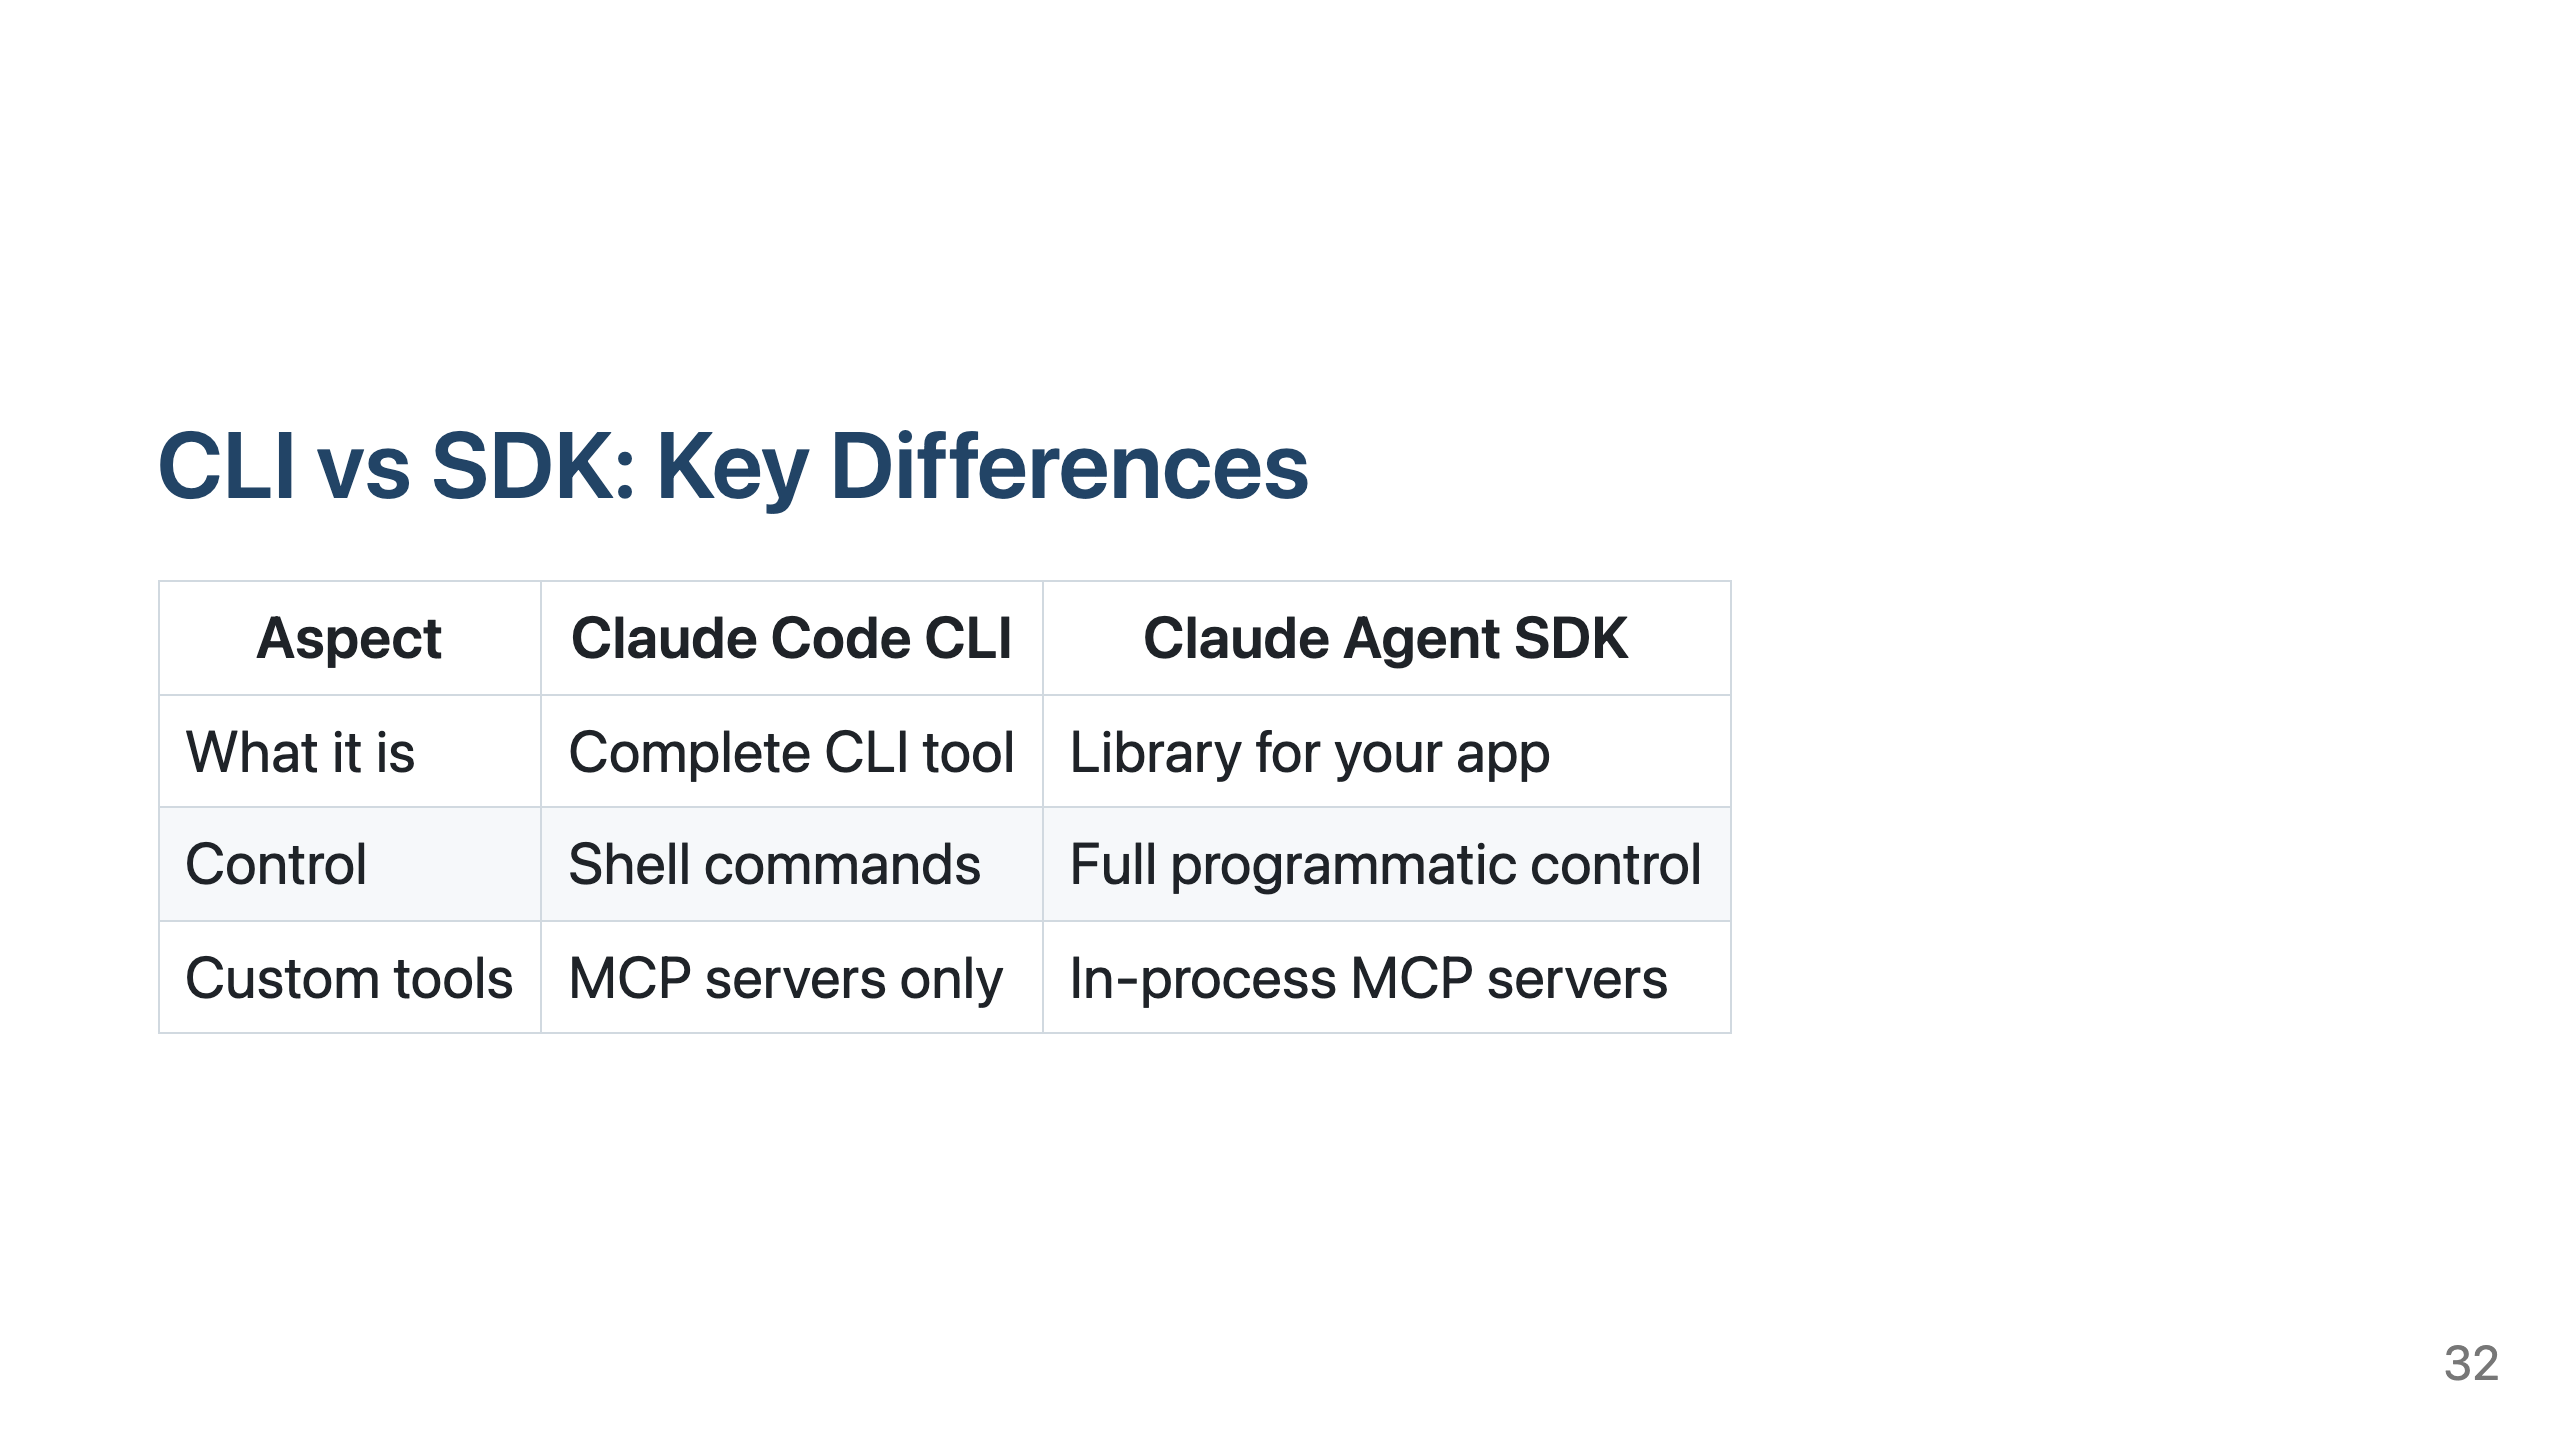 CLI vs SDK: Key Differences
Aspect Claude Code CLI Claude Agent SDK
What it is Complete CLI tool Library for your app
Control Shell commands Full programmatic control
Custom tools MCP servers only In-process MCP servers
32